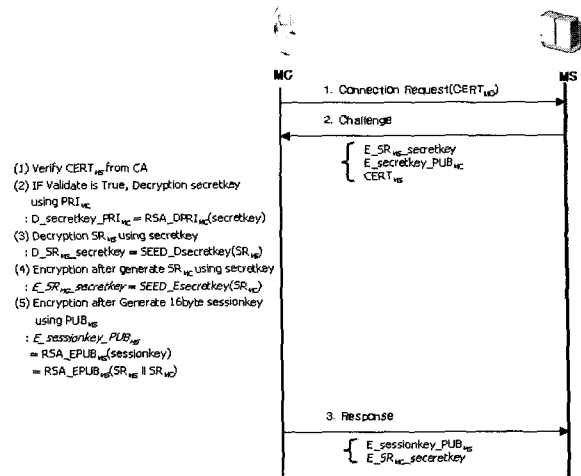 MC
MS
1. Connection Request(CERT_MC)
2. Challenge
E_SR_MS_secretkey
E_secretkey_PUB_MC
CERT_MS
(1) Verify CERT_MS from CA
(2) IF Validate is True, Decryption secretkey
using PRI_MC
: D_secretkey_PRI_MC = RSA_DPRI_MC(secretkey)
(3) Decryption SR_MS using secretkey
: D_SR_MS_secretkey = SEED_Dsecretkey(SR_MS)
(4) Encryption after generate SR_MC using secretkey
: E_SR_MC_secretkey = SEED_Esecretkey(SR_MC)
(5) Encryption after Generate 16byte sessionkey
using PUB_MS
: E_sessionkey_PUB_MS
= RSA_EPUB_MS(sessionkey)
= RSA_EPUB_MS(SR_MS || SR_MC)
3. Response
E_sessionkey_PUB_MS
E_SR_MC_seceretkey